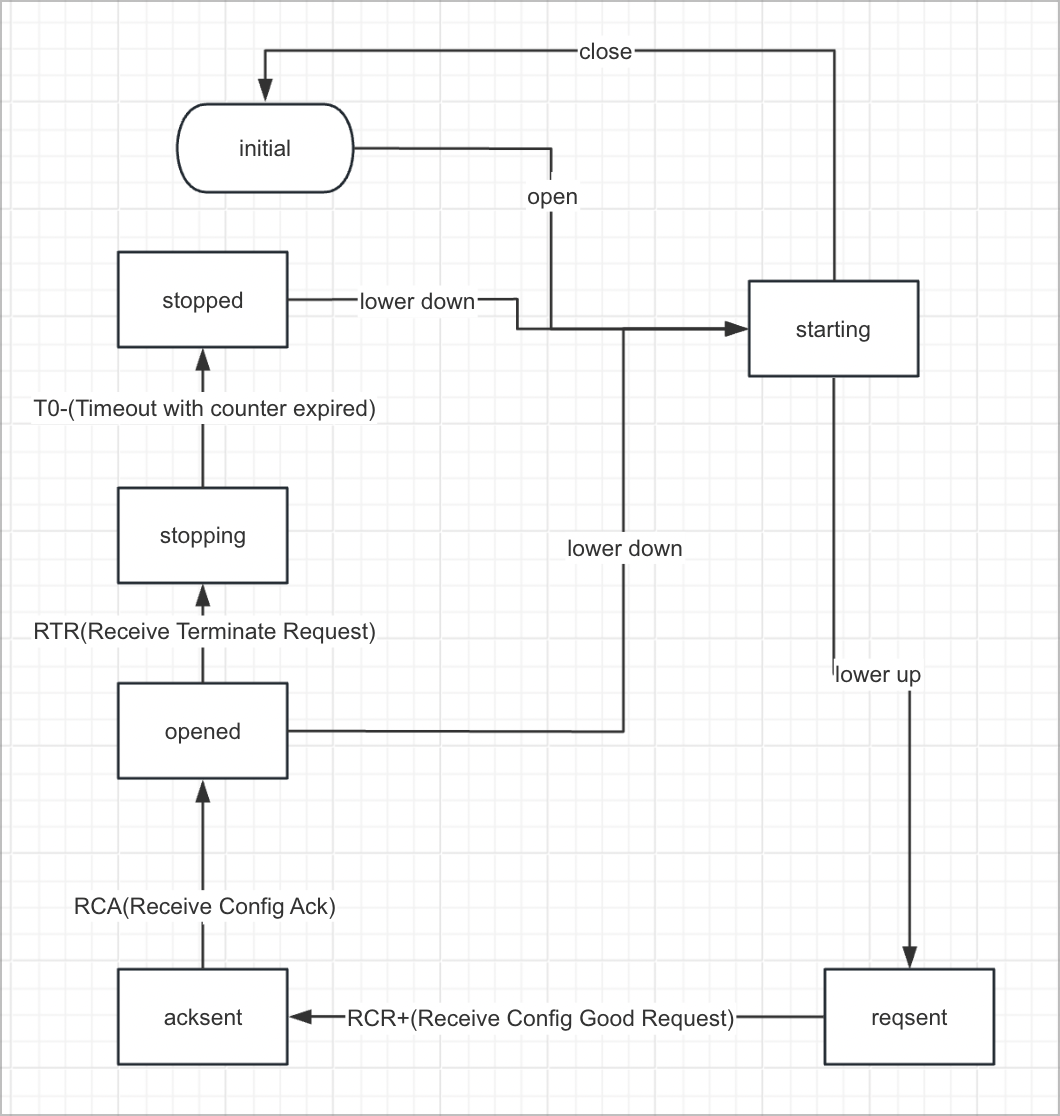 close
initial
open
stopped
lower down
starting
T0-(Timeout with counter expired)
stopping
lower down
RTR(Receive Terminate Request)
lower up
opened
RCA(Receive Config Ack)
acksent
RCR+(Receive Config Good Request)
reqsent